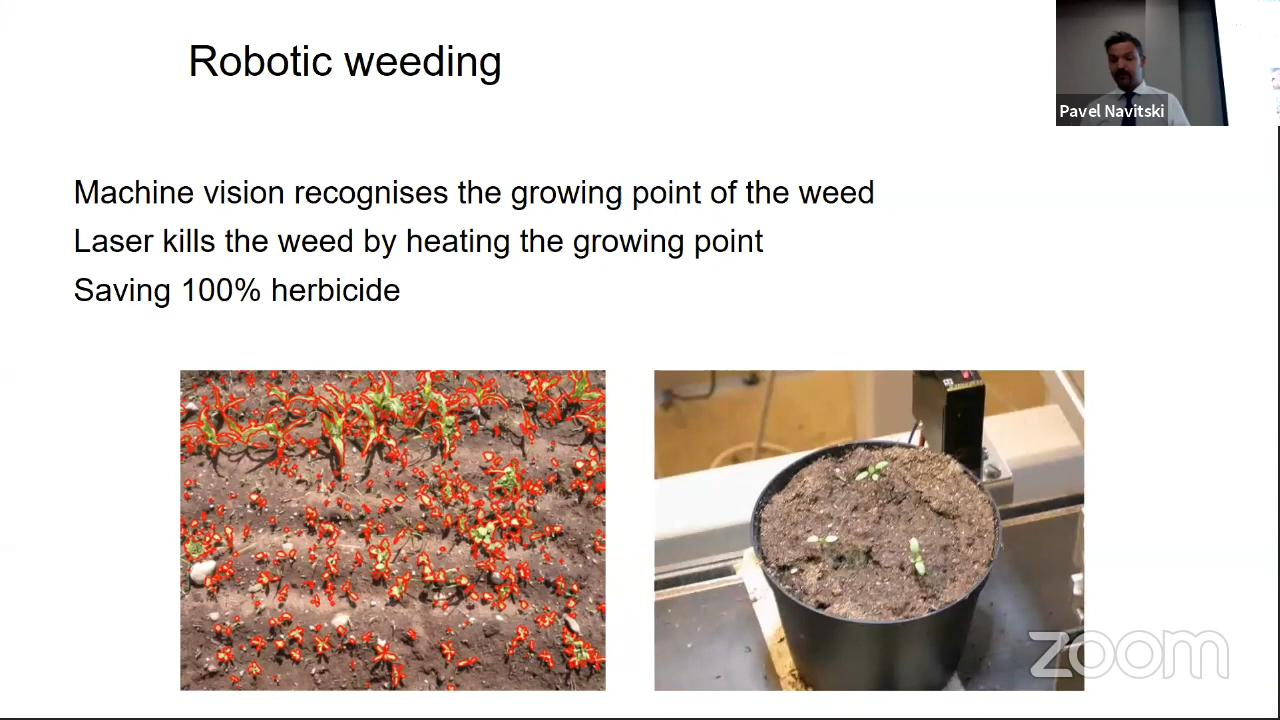 Robotic weeding
Pavel Navitski
Machine vision recognises the growing point of the weed
Laser kills the weed by heating the growing point
Saving 100% herbicide
zoom